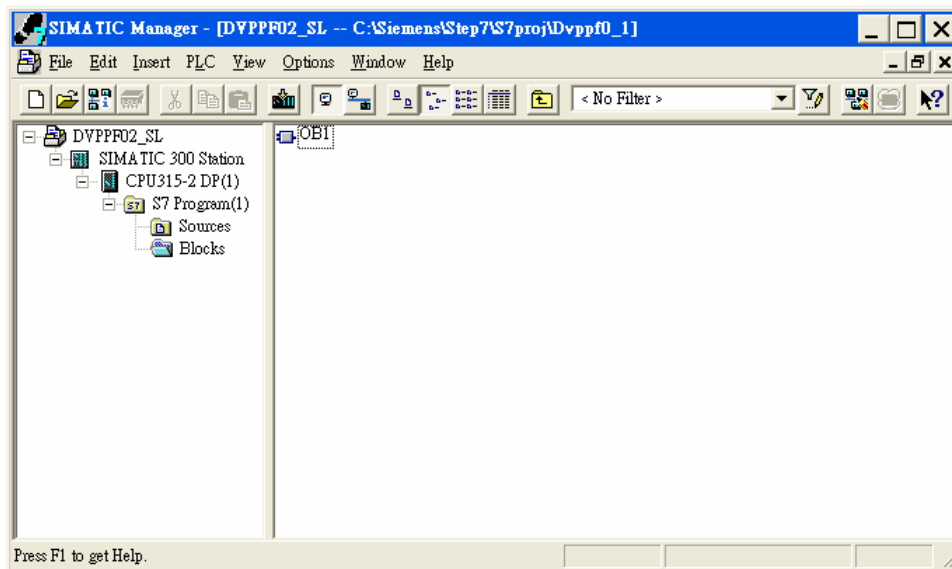 SIMATIC Manager - [DVPPF02_SL -- C:\Siemens\Step7\S7proj\Dvppf0_1]
File Edit Insert PLC View Options Window Help
< No Filter >
DVPPF02_SL
SIMATIC 300 Station
CPU315-2 DP(1)
S7 Program(1)
Sources
Blocks
OB1
Press F1 to get Help.